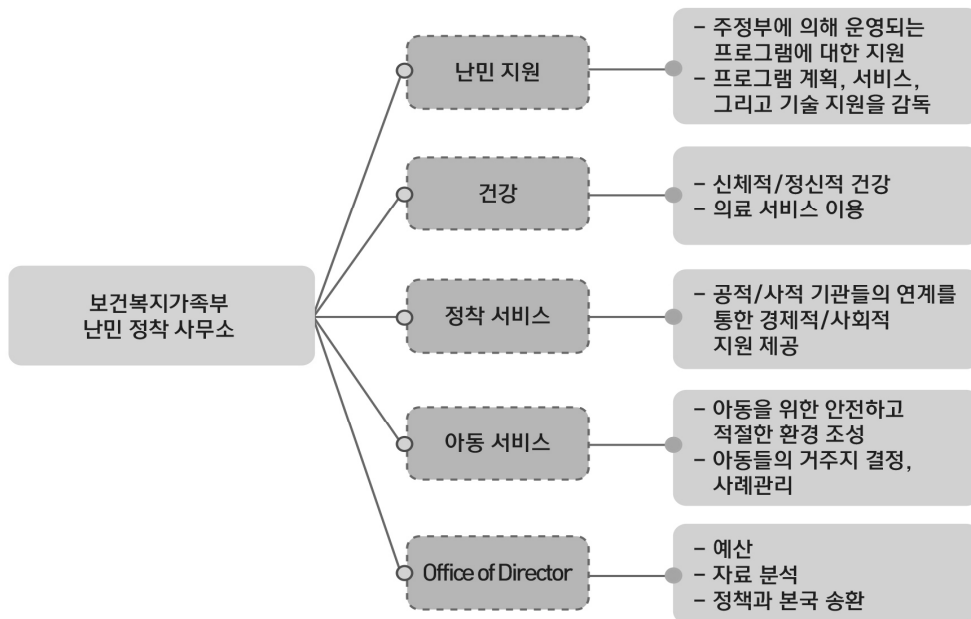 보건복지가족부
난민 정착 사무소
난민 지원
– 주정부에 의해 운영되는
프로그램에 대한 지원
– 프로그램 계획, 서비스,
그리고 기술 지원을 감독
건강
– 신체적/정신적 건강
– 의료 서비스 이용
정착 서비스
– 공적/사적 기관들의 연계를
통한 경제적/사회적
지원 제공
아동 서비스
– 아동을 위한 안전하고
적절한 환경 조성
– 아동들의 거주지 결정,
사례관리
Office of Director
– 예산
– 자료 분석
– 정책과 본국 송환